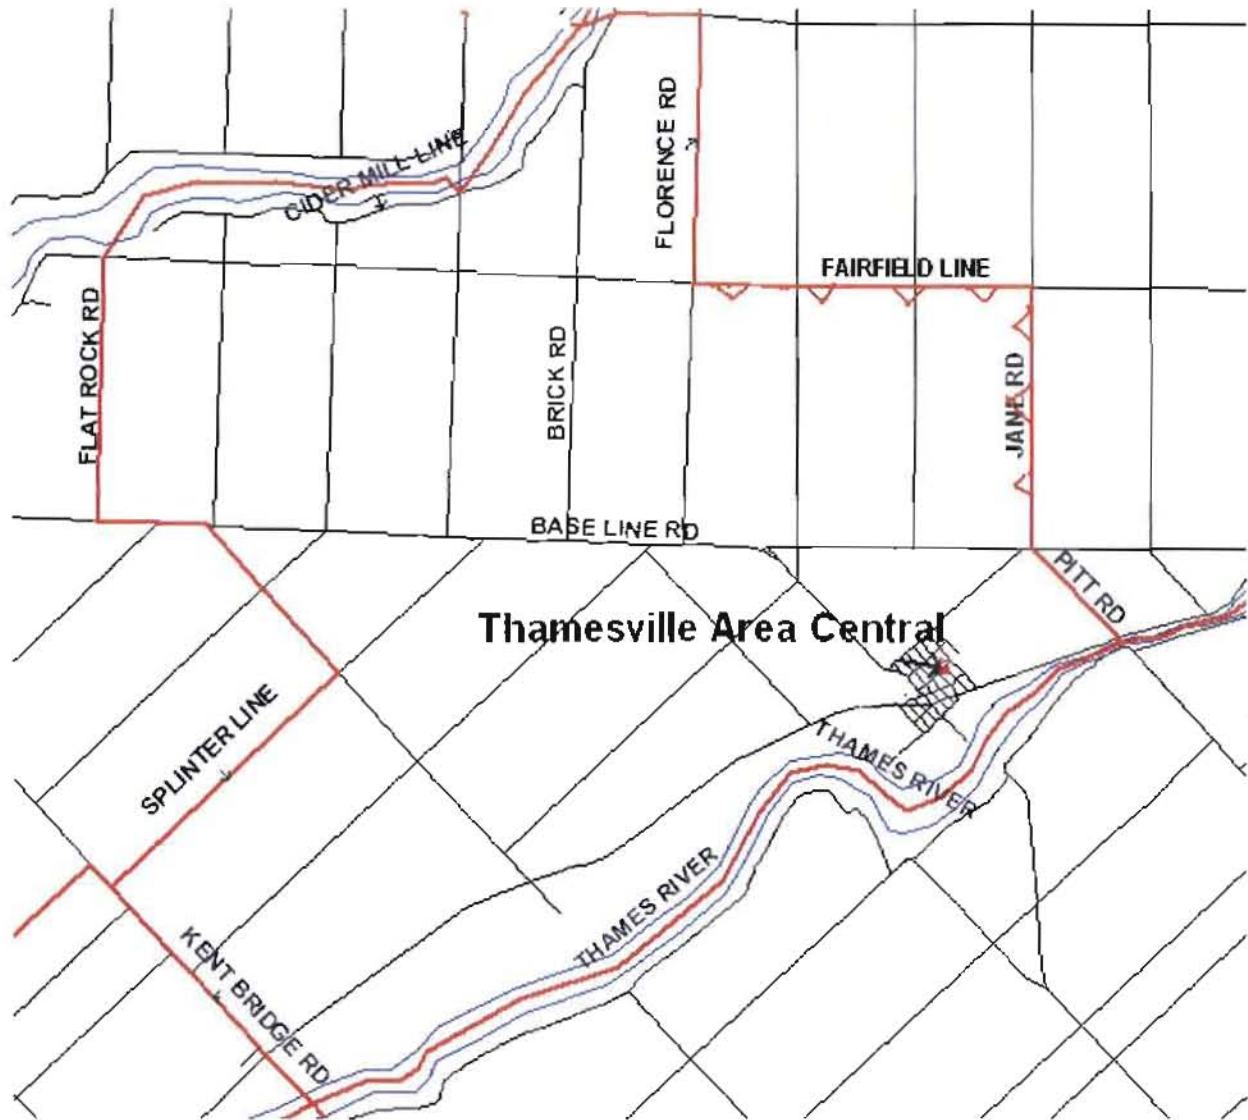 CIDER MILL LINE
FLORENCE RD
FAIRFIELD LINE
FLAT ROCK RD
BRICK RD
JANE RD
BASE LINE RD
PITT RD
Thamesville Area Central
SPLINTER LINE
THAMES RIVER
THAMES RIVER
KENT BRIDGE RD